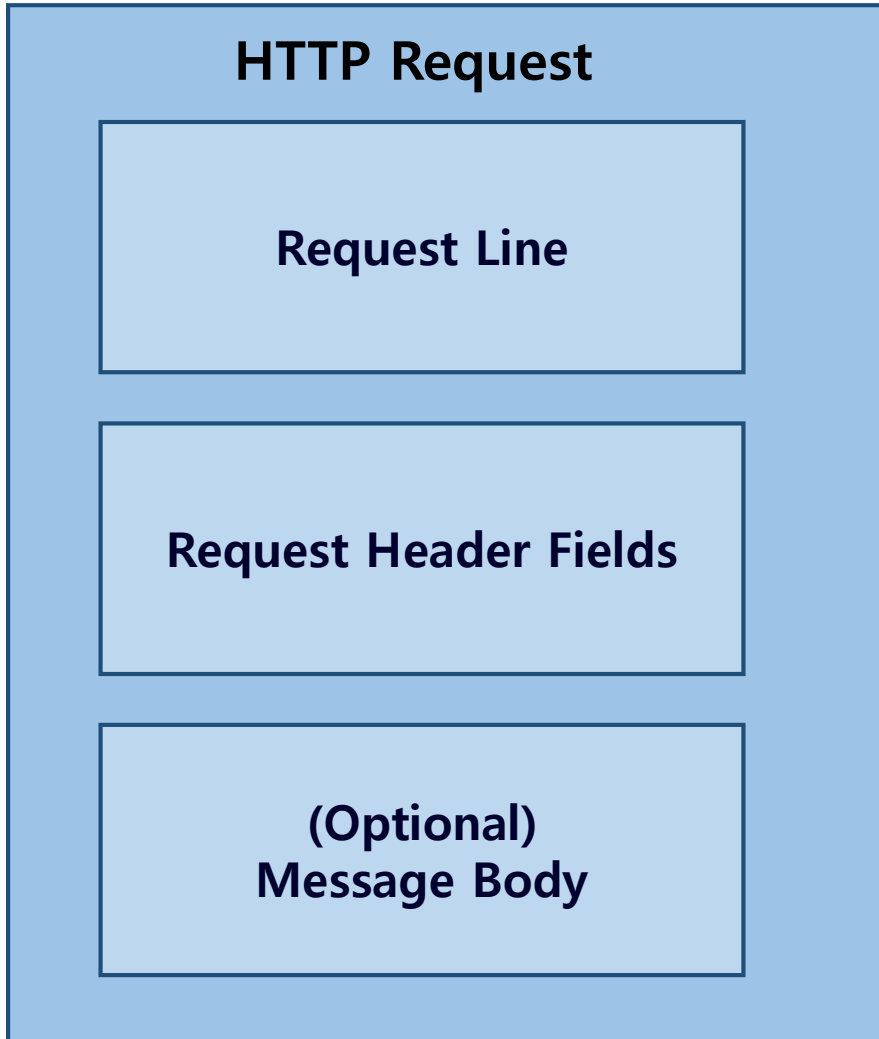 HTTP Request
Request Line
Request Header Fields
(Optional)
Message Body